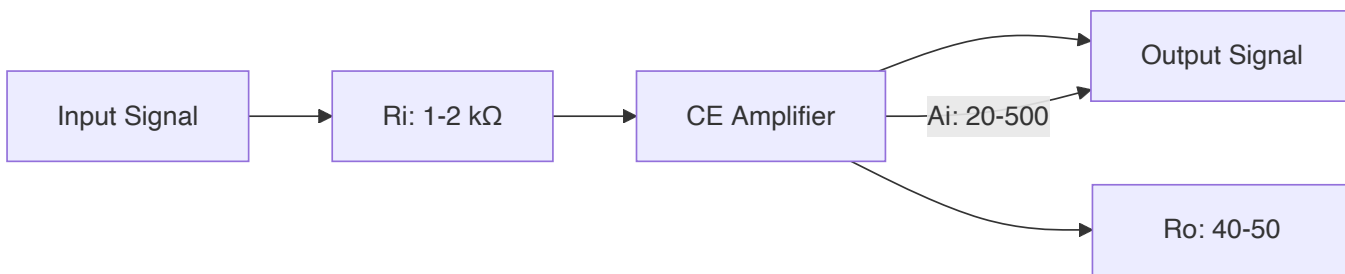 Input Signal
Ri: 1-2 kΩ
CE Amplifier
Ai: 20-500
Output Signal
Ro: 40-50